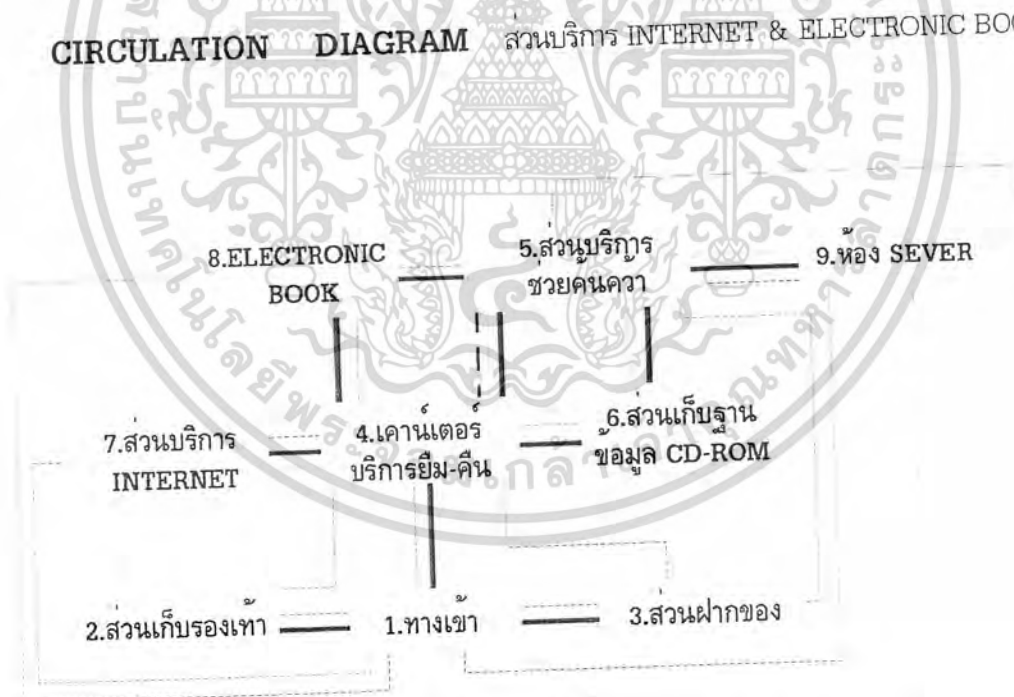 CIRCULATION DIAGRAM ส่วนบริการ INTERNET & ELECTRONIC
8.ELECTRONIC BOOK
5.ส่วนบริการ
ช่วยค้นคว้า
9.ห้อง SEVER
7.ส่วนบริการ
INTERNET
4.เคาน์เตอร์
บริการยืม-คืน
6.ส่วนเก็บฐาน
ข้อมูล CD-ROM
2.ส่วนเก็บรองเท้า
1.ทางเข้า
3.ส่วนฝากของ